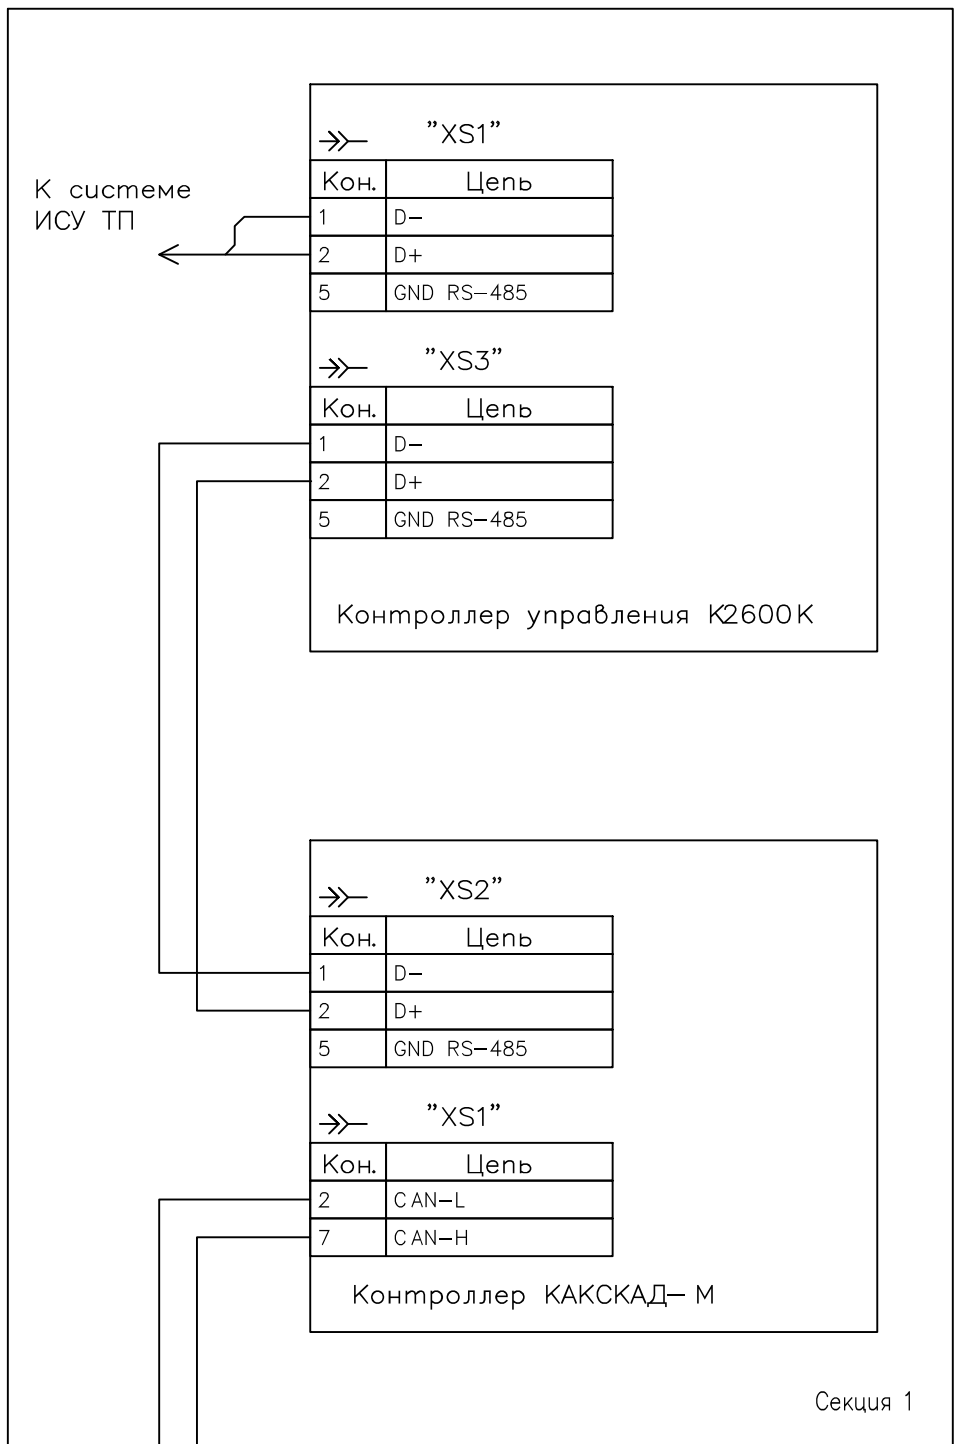 "XS1"
К системе
ИСУ ТП
Кон. Цепь
1 D-
2 D+
5 GND RS-485
"XS3"
Кон. Цепь
1 D-
2 D+
5 GND RS-485
Контроллер управления К2600К
"XS2"
Кон. Цепь
1 D-
2 D+
5 GND RS-485
"XS1"
Кон. Цепь
2 CAN-L
7 CAN-H
Контроллер КАКСКАД-М
Секция 1